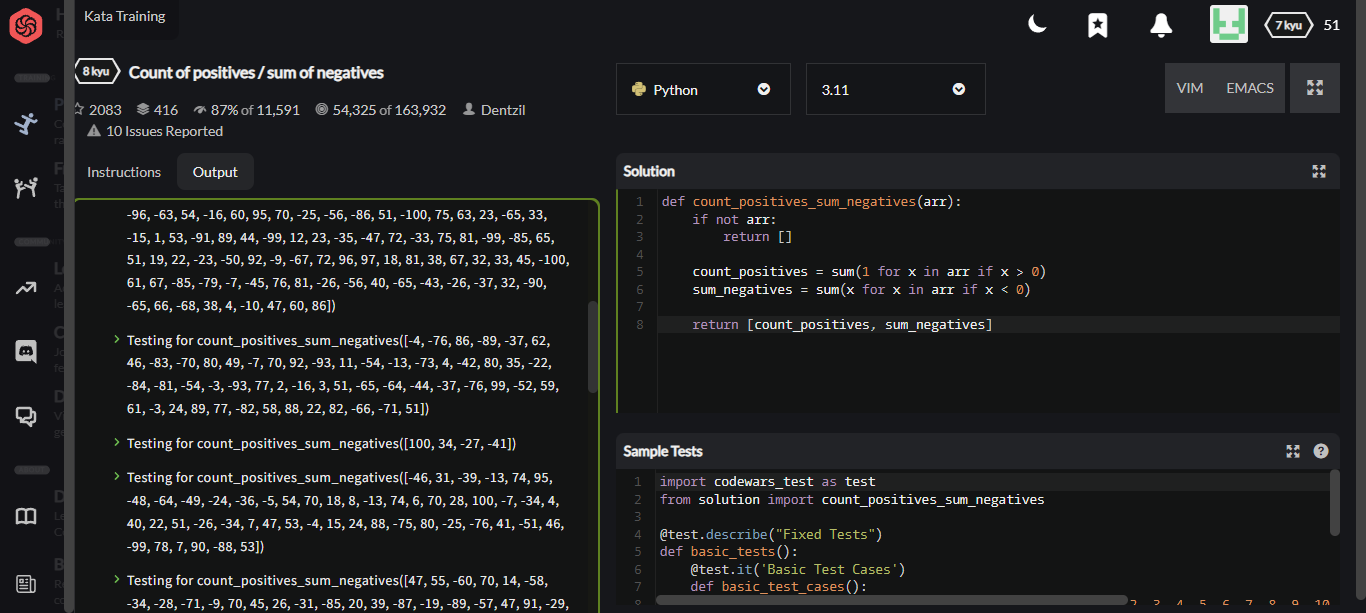 Kata Training
7 kyu 51
8 kyu Count of positives / sum of negatives
2083 416 87% of 11,591 54,325 of 163,932 Dentzil
10 Issues Reported
Python
3.11
VIM EMACS
Instructions Output
-96, -63, 54, -16, 60, 95, 70, -25, -56, -86, 51, -100, 75, 63, 23, -65, 33,
-15, 1, 53, -91, 89, 44, -99, 12, 23, -35, -47, 72, -33, 75, 81, -99, -85, 65,
51, 19, 22, -23, -50, 92, -9, -67, 72, 96, 97, 18, 81, 38, 67, 32, 33, 45, -100,
61, 67, -85, -79, -7, -45, 76, 81, -26, -56, 40, -65, -43, -26, -37, 32, -90,
-65, 66, -68, 38, 4, -10, 47, 60, 86])
Testing for count_positives_sum_negatives([-4, -76, 86, -89, -37, 62,
46, -83, -70, 80, 49, -7, 70, 92, -93, 11, -54, -13, -73, 4, -42, 80, 35, -22,
-84, -81, -54, -3, -93, 77, 2, -16, 3, 51, -65, -64, -44, -37, -76, 99, -52, 59,
61, -3, 24, 89, 77, -82, 58, 88, 22, 82, -66, -71, 51])
Testing for count_positives_sum_negatives([100, 34, -27, -41])
Testing for count_positives_sum_negatives([-46, 31, -39, -13, 74, 95,
-48, -64, -49, -24, -36, -5, 54, 70, 18, 8, -13, 74, 6, 70, 28, 100, -7, -34, 4,
40, 22, 51, -26, -34, 7, 47, 53, -4, 15, 24, 88, -75, 80, -25, -76, 41, -51, 46,
-99, 78, 7, 90, -88, 53])
Testing for count_positives_sum_negatives([47, 55, -60, 70, 14, -58,
-34, -28, -71, -9, 70, 45, 26, -31, -85, 20, 39, -87, -19, -89, -57, 47, 91, -29,
Solution
1 def count_positives_sum_negatives(arr):
2 if not arr:
3 return []
4
5 count_positives = sum(1 for x in arr if x > 0)
6 sum_negatives = sum(x for x in arr if x < 0)
7
8 return [count_positives, sum_negatives]
Sample Tests
1 import codewars_test as test
2 from solution import count_positives_sum_negatives
3
4 @test.describe("Fixed Tests")
5 def basic_tests():
6 @test.it('Basic Test Cases')
7 def basic_test_cases():
8 2 3 4 5 6 7 8 9 10